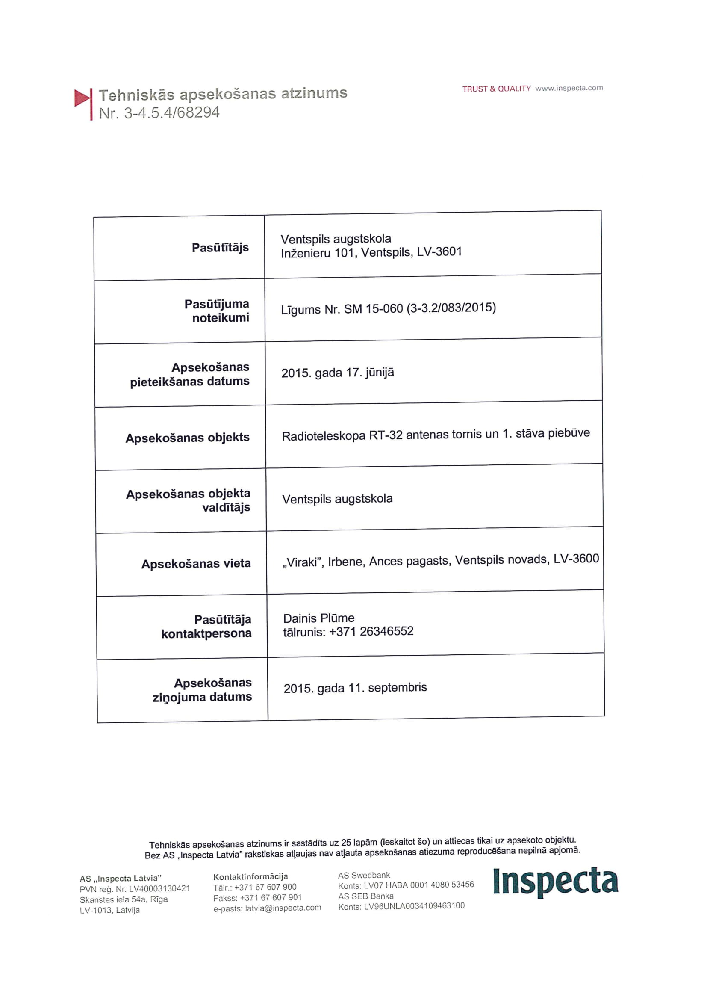 Tehniskās apsekošanas atzinums
Nr. 3-4.5.4/68294
TRUST & QUALITY www.inspecta.com
Pasūtītājs
Ventspils augstskola
Inženieru 101, Ventspils, LV-3601
Pasūtījuma
noteikumi
Līgums Nr. SM 15-060 (3-3.2/083/2015)
Apsekošanas
pieteikšanas datums
2015. gada 17. jūnijā
Apsekošanas objekts
Radioteleskopa RT-32 antenas tornis un 1. stāva piebūve
Apsekošanas objekta
valdītājs
Ventspils augstskola
Apsekošanas vieta
„Viraki”, Irbene, Ances pagasts, Ventspils novads, LV-3600
Pasūtītāja
kontaktpersona
Dainis Plūme
tālrunis: +371 26346552
Apsekošanas
ziņojuma datums
2015. gada 11. septembris
Tehniskās apsekošanas atzinums ir sastādīts uz 25 lapām (ieskaitot šo) un attiecas tikai uz apsekoto objektu.
Bez AS „Inspecta Latvia” rakstiskas atļaujas nav atļauta apsekošanas atiezuma reproducēšana nepilnā apjomā.
AS „Inspecta Latvia”
PVN reģ. Nr. LV40003130421
Skanstes iela 54a, Rīga
LV-1013, Latvija
Kontaktinformācija
Tālr.: +371 67 607 900
Fakss: +371 67 607 901
e-pasts: latvia@inspecta.com
AS Swedbank
Konts: LV07 HABA 0001 4080 53456
AS SEB Banka
Konts: LV96UNLA0034109463100
Inspecta